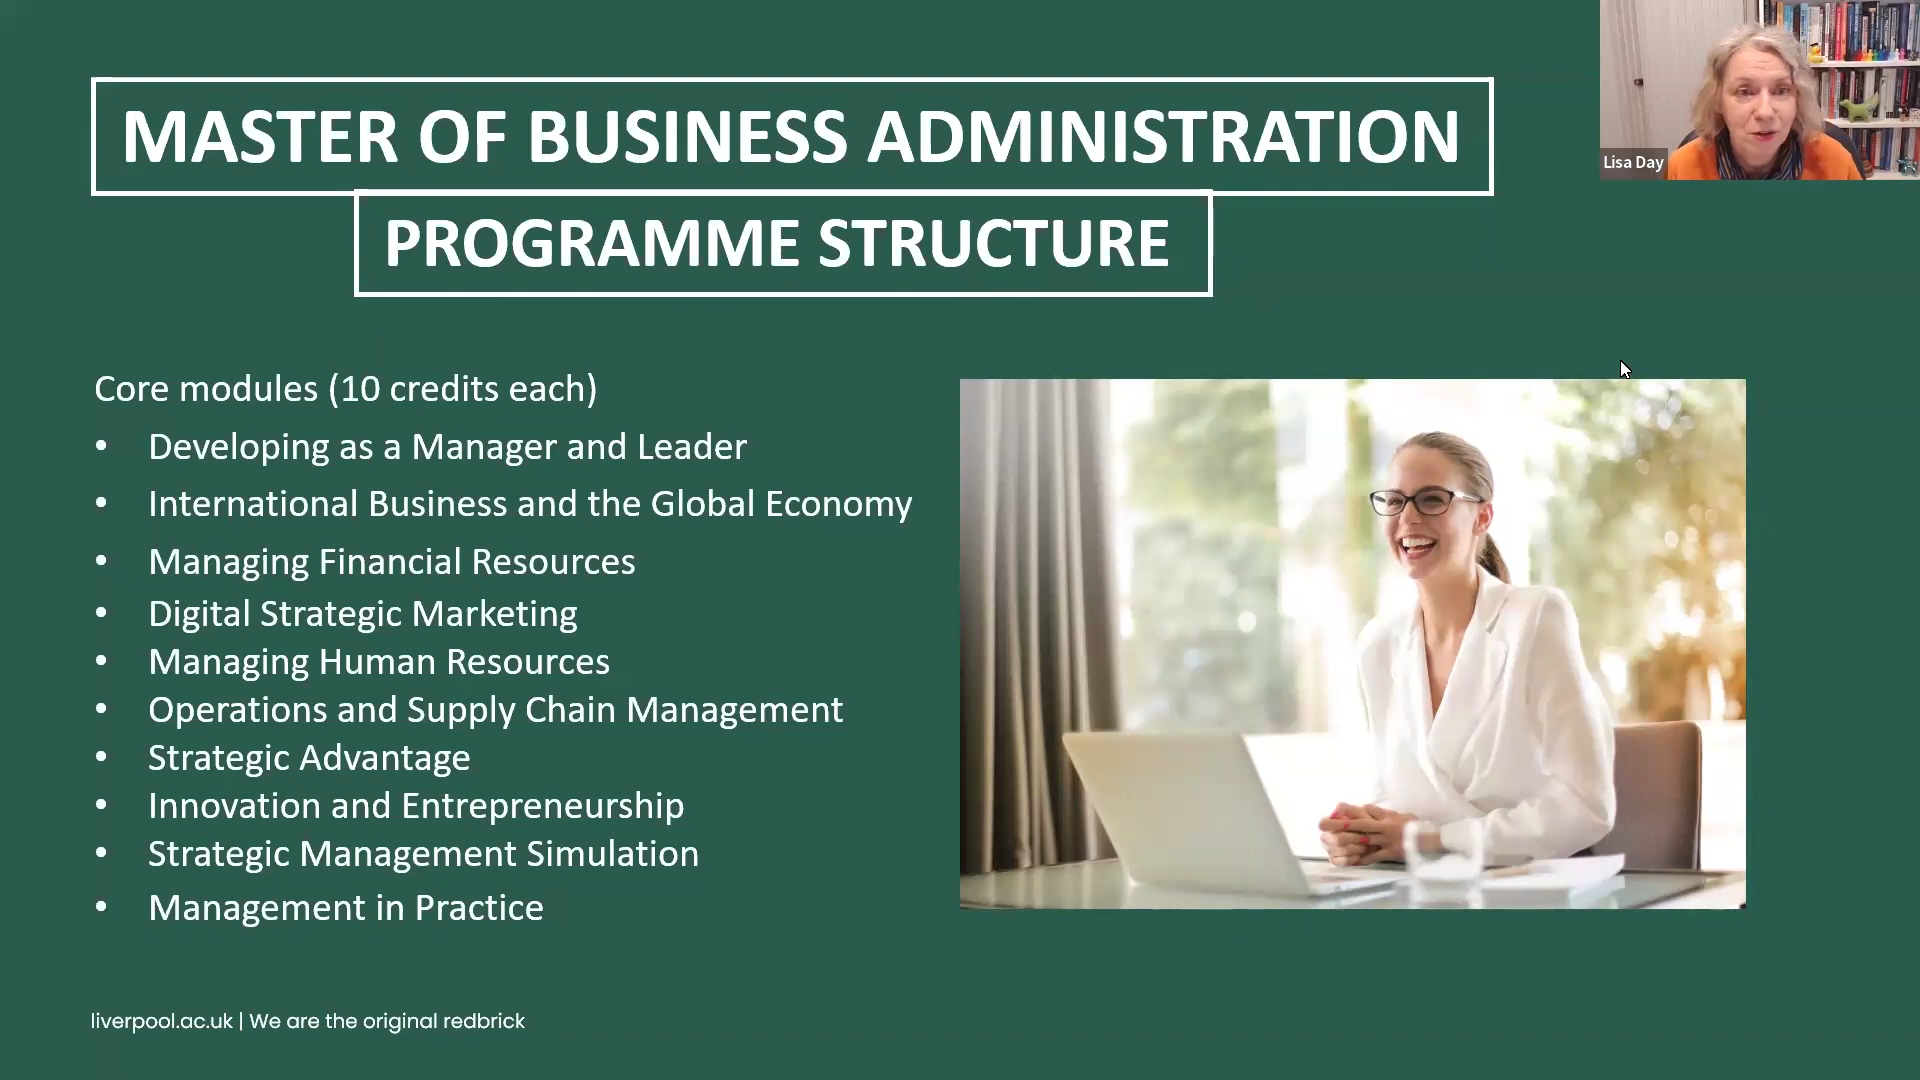 MASTER OF BUSINESS ADMINISTRATION
PROGRAMME STRUCTURE
Lisa Day
Core modules (10 credits each)
• Developing as a Manager and Leader
• International Business and the Global Economy
• Managing Financial Resources
• Digital Strategic Marketing
• Managing Human Resources
• Operations and Supply Chain Management
• Strategic Advantage
• Innovation and Entrepreneurship
• Strategic Management Simulation
• Management in Practice
liverpool.ac.uk | We are the original redbrick